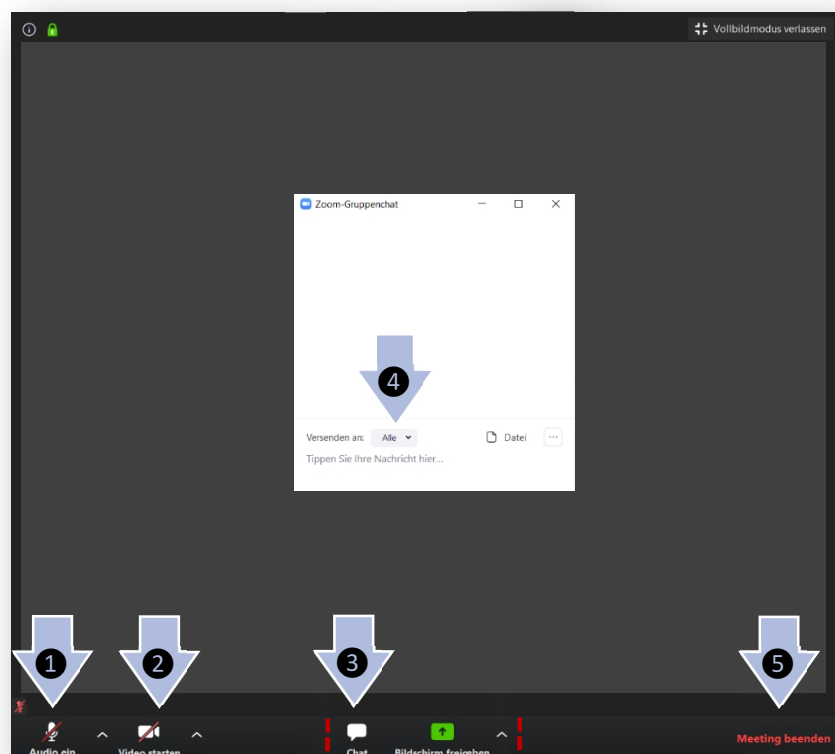 Vollbildmodus verlassen
Zoom-Gruppenchat
4
Versenden an: Alle
Datei
Tippen Sie Ihre Nachricht hier...
1
2
3
5
Audio ein
Video starten
Chat
Bildschirm freigeben
Meeting beenden